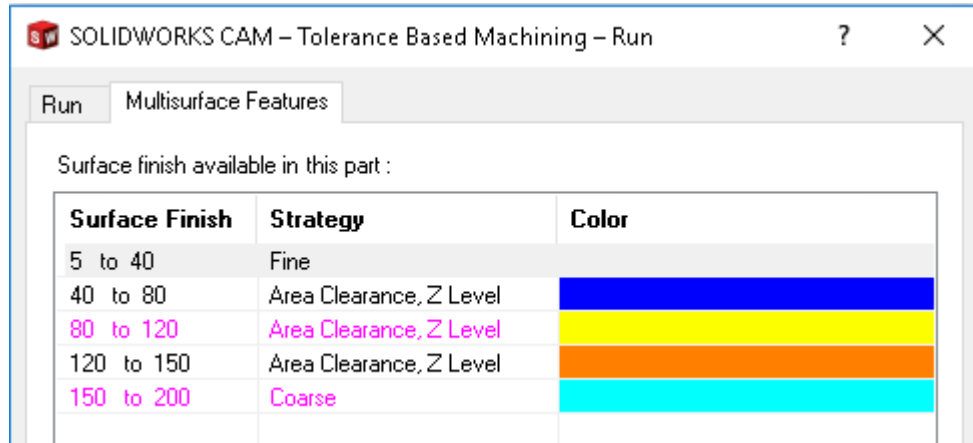 SW SOLIDWORKS CAM – Tolerance Based Machining – Run ? ×
Run Multisurface Features
Surface finish available in this part :
Surface Finish Strategy Color
5 to 40 Fine
40 to 80 Area Clearance, Z Level
80 to 120 Area Clearance, Z Level
120 to 150 Area Clearance, Z Level
150 to 200 Coarse